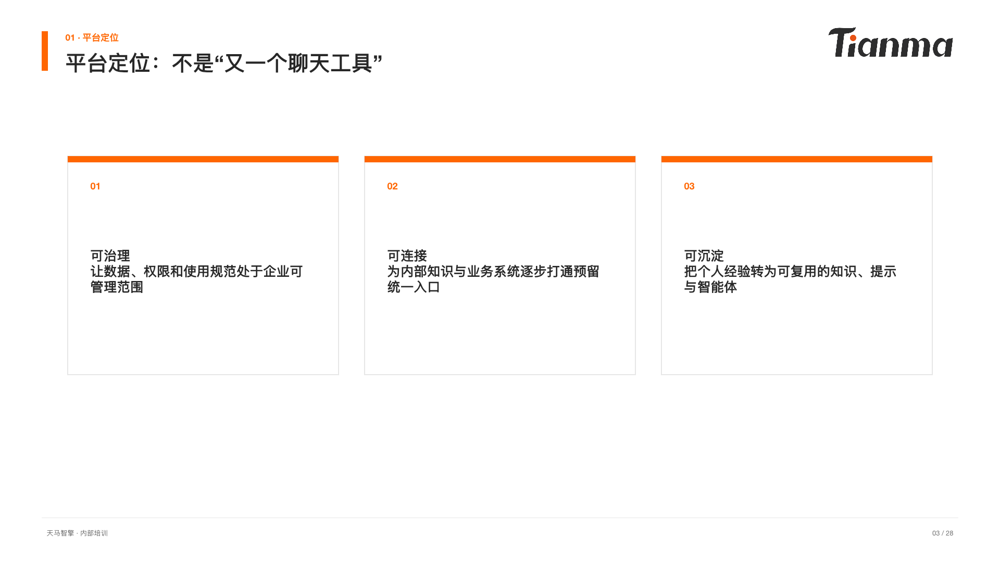 01 · 平台定位
平台定位：不是“又一个聊天工具”
Tianma
01
可治理
让数据、权限和使用规范处于企业可
管理范围
02
可连接
为内部知识与业务系统逐步打通预留
统一入口
03
可沉淀
把个人经验转为可复用的知识、提示
与智能体
天马智擎 · 内部培训
03 / 28